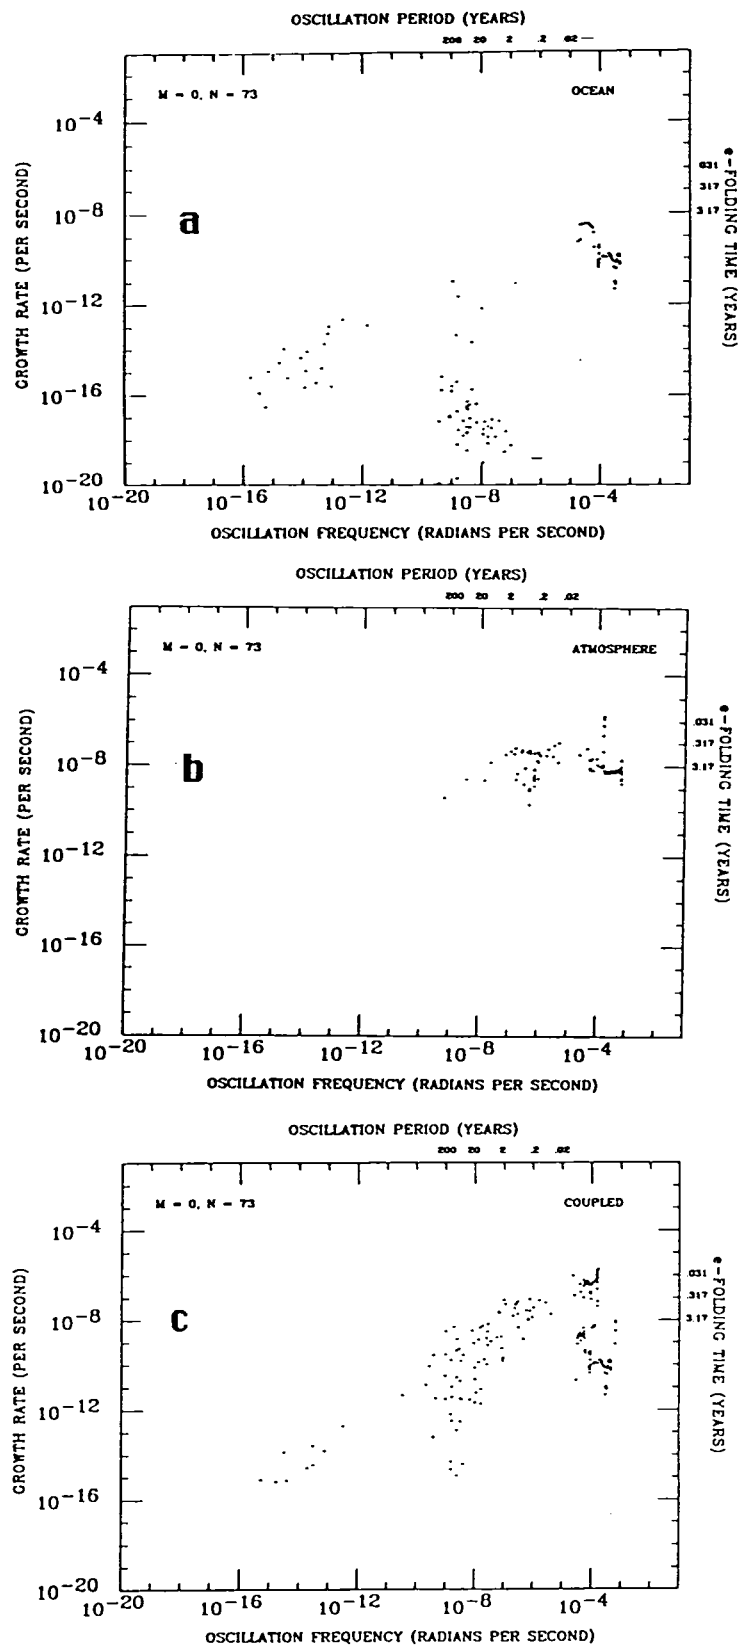 OSCILLATION PERIOD (YEARS)
200 20 2 .2 .02
M = 0, N = 73
OCEAN
10-4
10-8
10-12
10-16
10-20
a
GROWTH RATE (PER SECOND)
.031
.317
3.17
e-FOLDING TIME (YEARS)
10-20 10-16 10-12 10-8 10-4
OSCILLATION FREQUENCY (RADIANS PER SECOND)
OSCILLATION PERIOD (YEARS)
200 20 2 .2 .02
M = 0, N = 73
ATMOSPHERE
10-4
10-8
10-12
10-16
10-20
b
GROWTH RATE (PER SECOND)
.031
.317
3.17
e-FOLDING TIME (YEARS)
10-20 10-16 10-12 10-8 10-4
OSCILLATION FREQUENCY (RADIANS PER SECOND)
OSCILLATION PERIOD (YEARS)
200 20 2 .2 .02
M = 0, N = 73
COUPLED
10-4
10-8
10-12
10-16
10-20
c
GROWTH RATE (PER SECOND)
.031
.317
3.17
e-FOLDING TIME (YEARS)
10-20 10-16 10-12 10-8 10-4
OSCILLATION FREQUENCY (RADIANS PER SECOND)